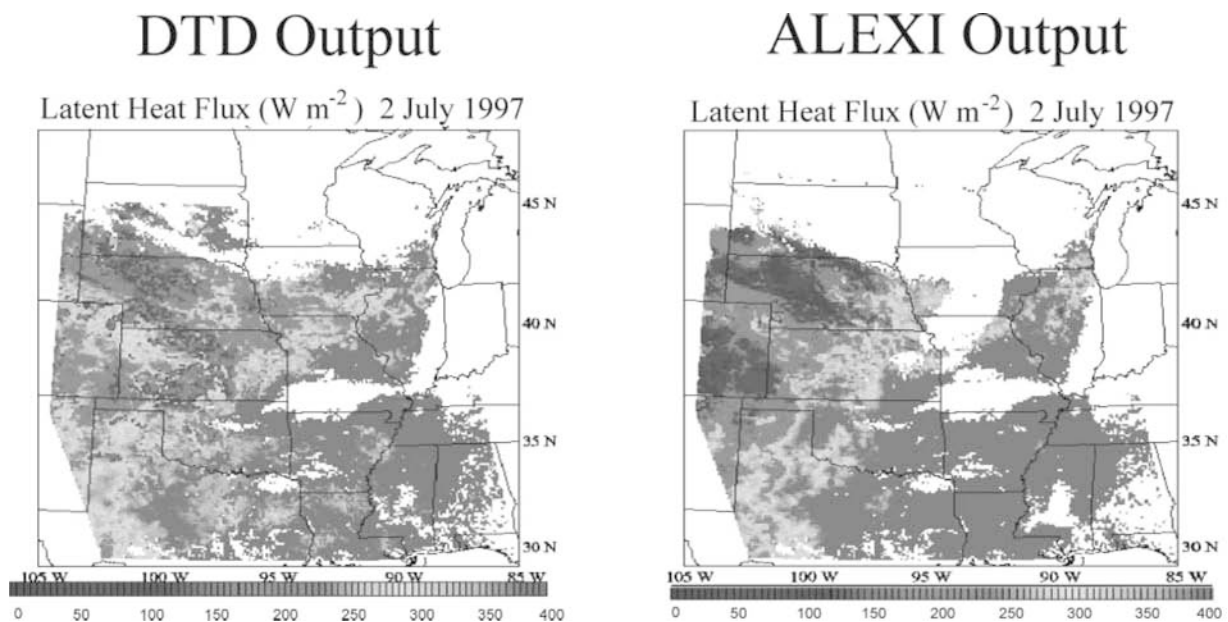 DTD Output
Latent Heat Flux (W m-2 ) 2 July 1997
45 N
40 N
35 N
30 N
105 W 100 W 95 W 90 W 85 W
0 50 100 150 200 250 300 350 400
ALEXI Output
Latent Heat Flux (W m-2 ) 2 July 1997
45 N
40 N
35 N
30 N
105 W 100 W 95 W 90 W 85 W
0 50 100 150 200 250 300 350 400